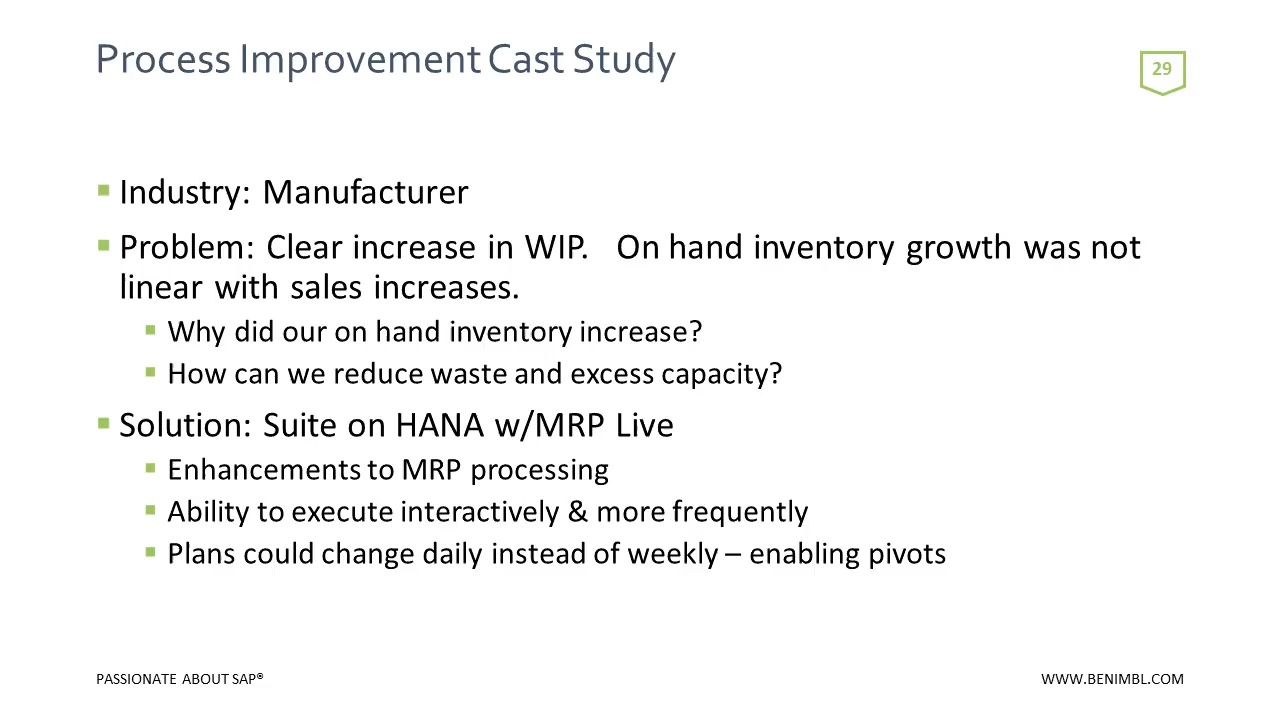 Process Improvement Cast Study
29
Industry: Manufacturer
Problem: Clear increase in WIP. On hand inventory growth was not
linear with sales increases.
Why did our on hand inventory increase?
How can we reduce waste and excess capacity?
Solution: Suite on HANA w/MRP Live
Enhancements to MRP processing
Ability to execute interactively & more frequently
Plans could change daily instead of weekly – enabling pivots
PASSIONATE ABOUT SAP®
WWW.BENIMBL.COM